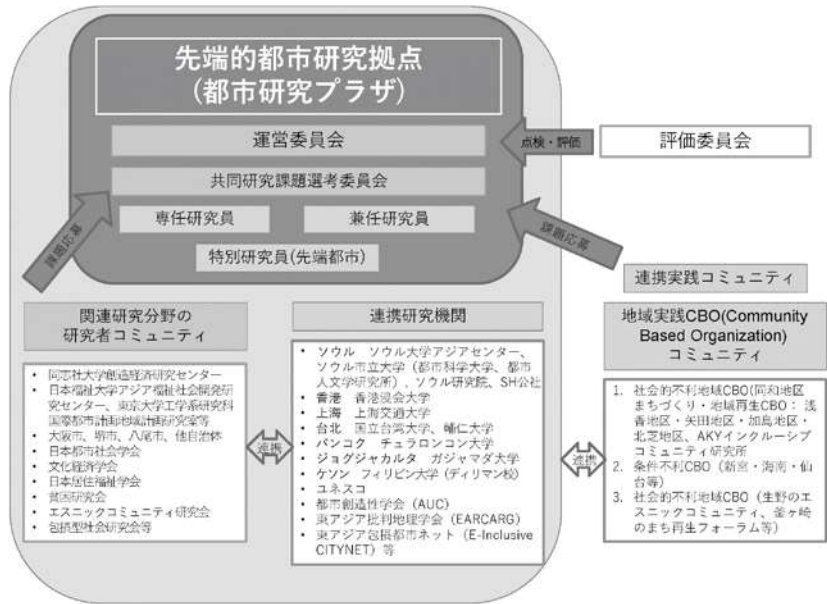 先端的都市研究拠点
(都市研究プラザ)
運営委員会
点検・評価
評価委員会
共同研究課題選考委員会
専任研究員
兼任研究員
特別研究員(先端都市)
課題応募
課題応募
連携実践コミュニティ
関連研究分野の
研究者コミュニティ
• 同志社大学創造経済研究センター
• 日本福祉大学アジア福祉社会開発研
究センター、東京大学工学系研究科
国際都市計画地域計画研究室等
• 大阪市、堺市、八尾市、他自治体
• 日本都市社会学会
• 文化経済学会
• 日本居住福祉学会
• 貧困研究会
• エスニックコミュニティ研究会
• 包摂型社会研究会等
連携
連携研究機関
• ソウル ソウル大学アジアセンター、
ソウル市立大学（都市科学大学、都市
人文学研究所）, ソウル研究院、SH公社
• 香港 香港浸会大学
• 上海 上海交通大学
• 台北 国立台湾大学、輔仁大学
• バンコク チュラロンコン大学
• ジョグジャカルタ ガジャマダ大学
• ケソン フィリピン大学（ディリマン校）
• ユネスコ
• 都市創造性学会（AUC）
• 東アジア批判地理学会（EARCARG）
• 東アジア包摂都市ネット（E-Inclusive
CITYNET）等
連携
地域実践CBO(Community
Based Organization)
コミュニティ
1. 社会的不利地域CBO(同和地区
まちづくり・地域再生CBO： 浅
香地区・矢田地区・加島地区・
北芝地区、AKYインクルーシブ
コミュニティ研究所
2. 条件不利CBO（新宮・海南・仙
台等）
3. 社会的不利地域CBO（生野のエ
スニックコミュニティ、釜ヶ崎
のまち再生フォーラム等）